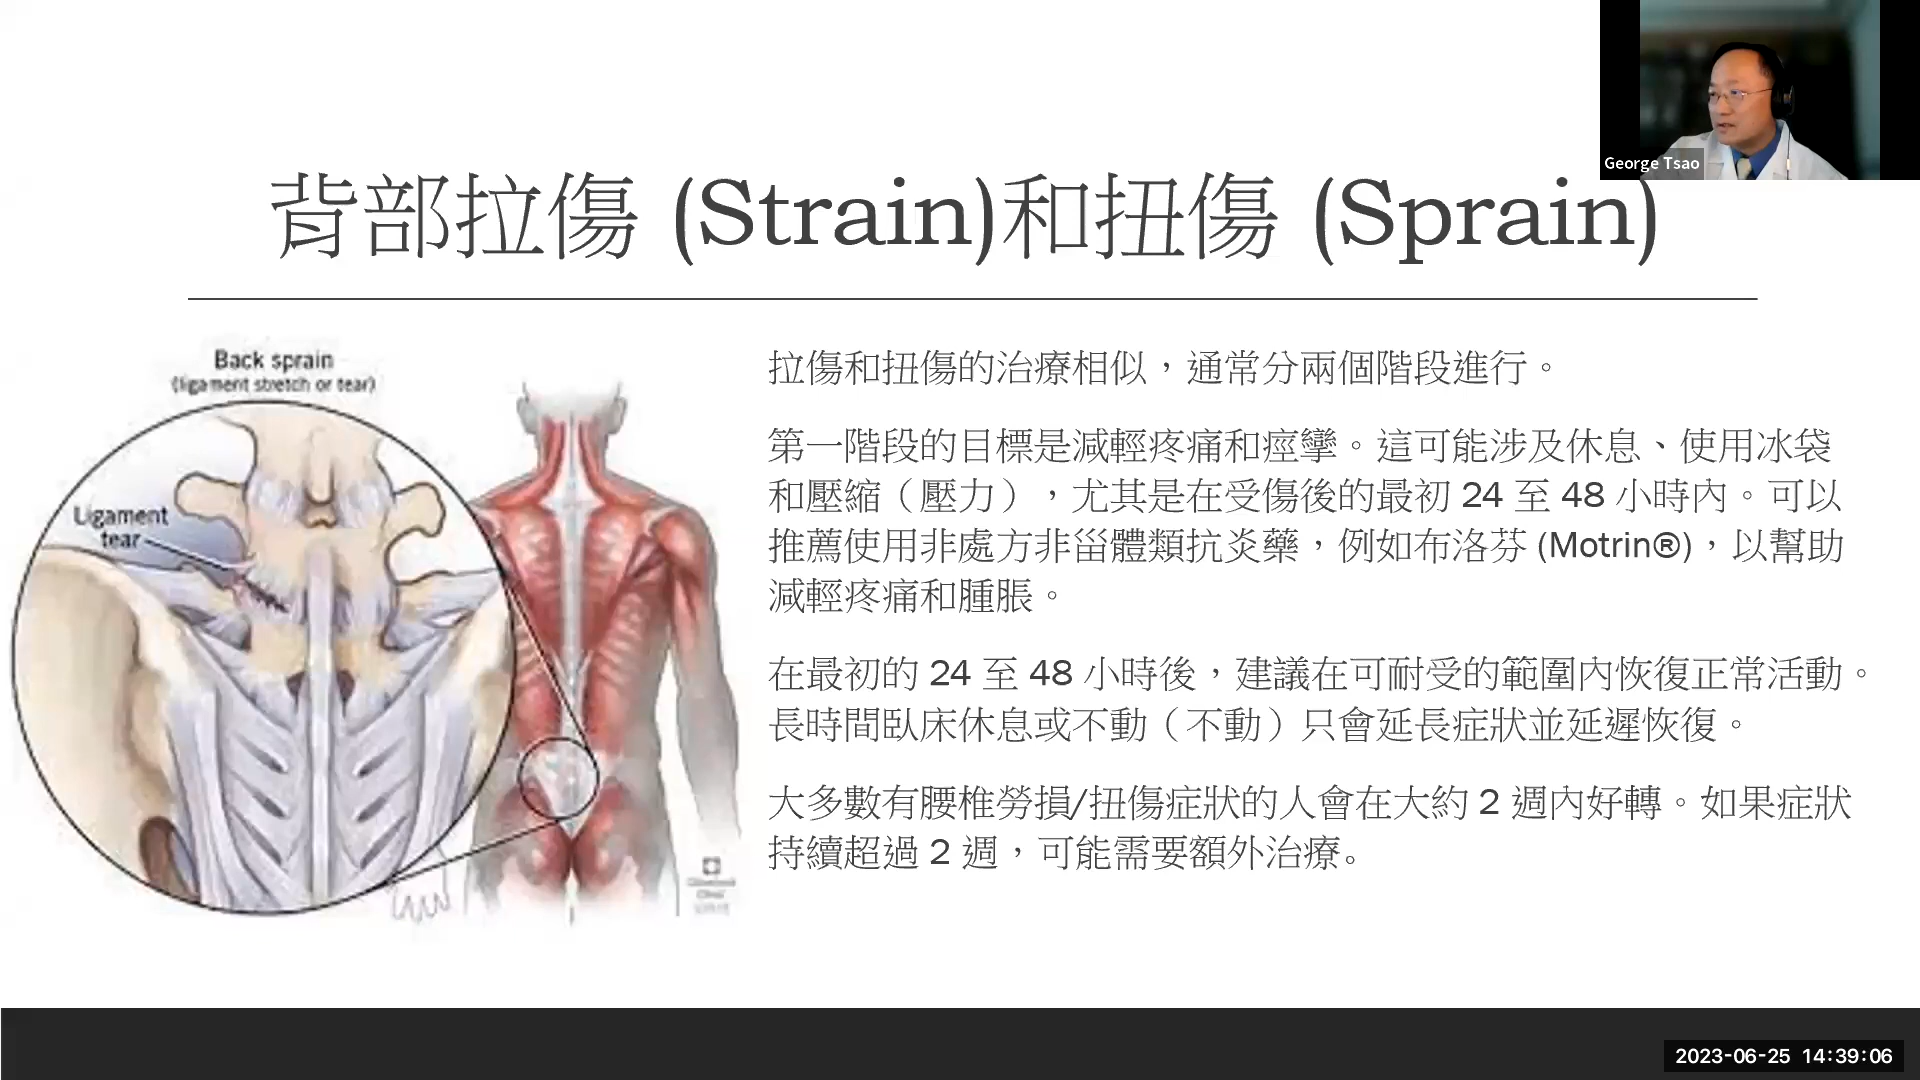 George Tsao
背部拉傷 (Strain)和扭傷 (Sprain)
Back sprain
(ligament stretch or tear)
Ligament
tear
拉傷和扭傷的治療相似，通常分兩個階段進行。
第一階段的目標是減輕疼痛和痙攣。這可能涉及休息、使用冰袋
和壓縮（壓力），尤其是在受傷後的最初 24 至 48 小時內。可以
推薦使用非處方非甾體類抗炎藥，例如布洛芬 (Motrin®)，以幫助
減輕疼痛和腫脹。
在最初的 24 至 48 小時後，建議在可耐受的範圍內恢復正常活動。
長時間臥床休息或不動（不動）只會延長症狀並延遲恢復。
大多數有腰椎勞損/扭傷症狀的人會在大約 2 週內好轉。如果症狀
持續超過 2 週，可能需要額外治療。
2023-06-25 14:39:06